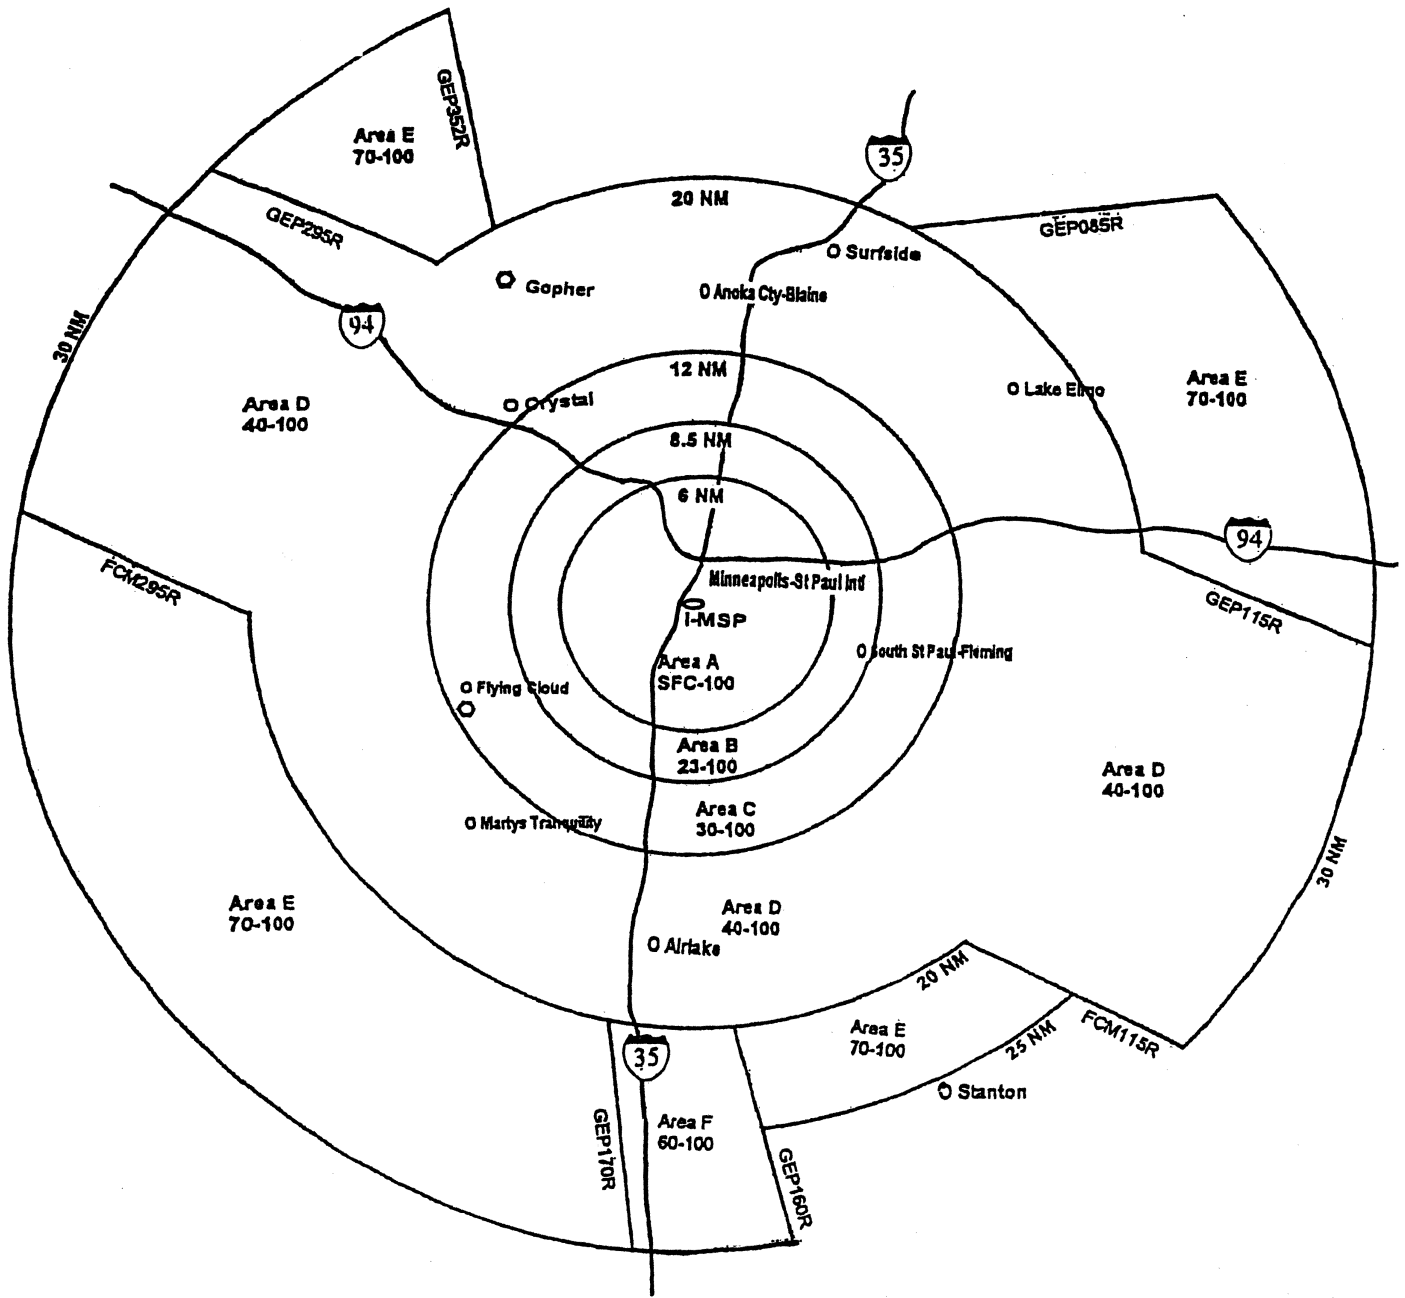 GEP352R
Area E
70-100
35
20 NM
GEP295R
GEP085R
Surfside
Gopher
Anoka Cty-Blaine
94
30 NM
12 NM
Area E
70-100
Lake Elmo
Area D
40-100
Crystal
8.5 NM
6 NM
94
FCM295R
Minneapolis-St Paul Intl
I-MSP
GEP115R
South St Paul-Fleming
Area A
SFC-100
Flying Cloud
Area B
23-100
Area D
40-100
Area C
30-100
Martys Tranquility
30 NM
Area E
70-100
Area D
40-100
Airlake
20 NM
Area E
70-100
25 NM
FCM115R
35
Stanton
Area F
60-100
GEP170R
GEP160R